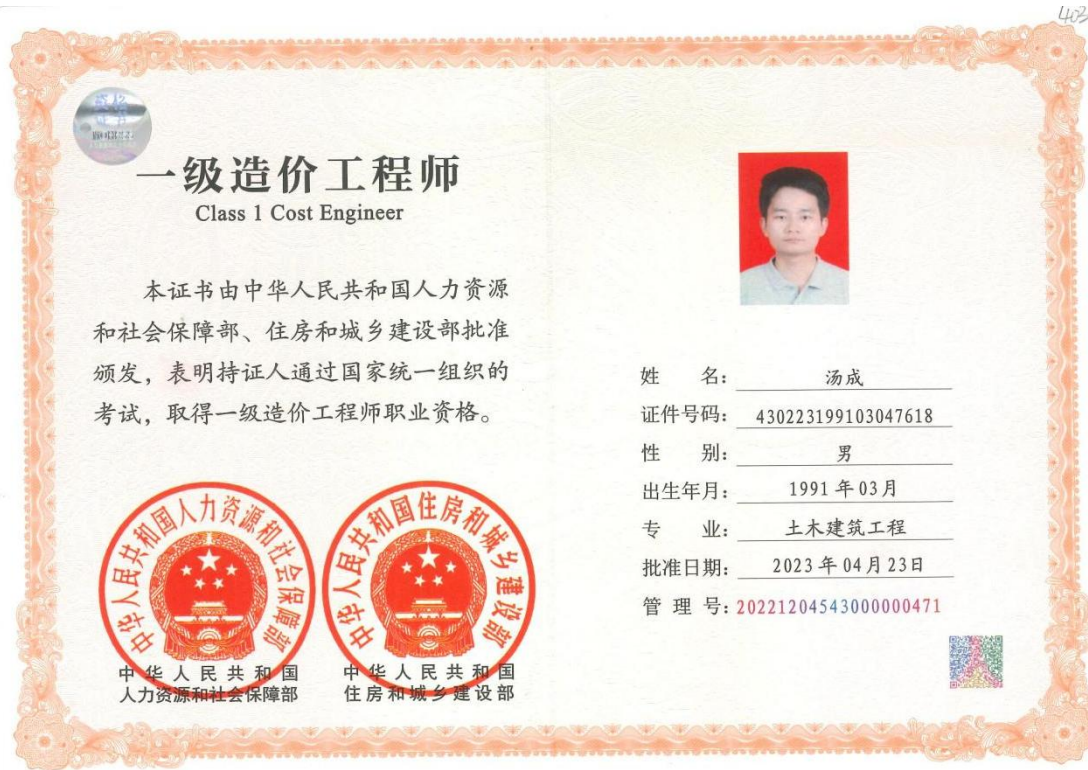 402
一级造价工程师
Class 1 Cost Engineer
本证书由中华人民共和国人力资源
和社会保障部、住房和城乡建设部批准
颁发，表明持证人通过国家统一组织的
考试，取得一级造价工程师职业资格。
中华人民共和国人力资源和社会保障部
中华人民共和国住房和城乡建设部
中华人民共和国
人力资源和社会保障部
中华人民共和国
住房和城乡建设部
姓 名：汤成
证件号码：430223199103047618
性 别：男
出生年月：1991年03月
专 业：土木建筑工程
批准日期：2023年04月23日
管 理 号：20221204543000000471